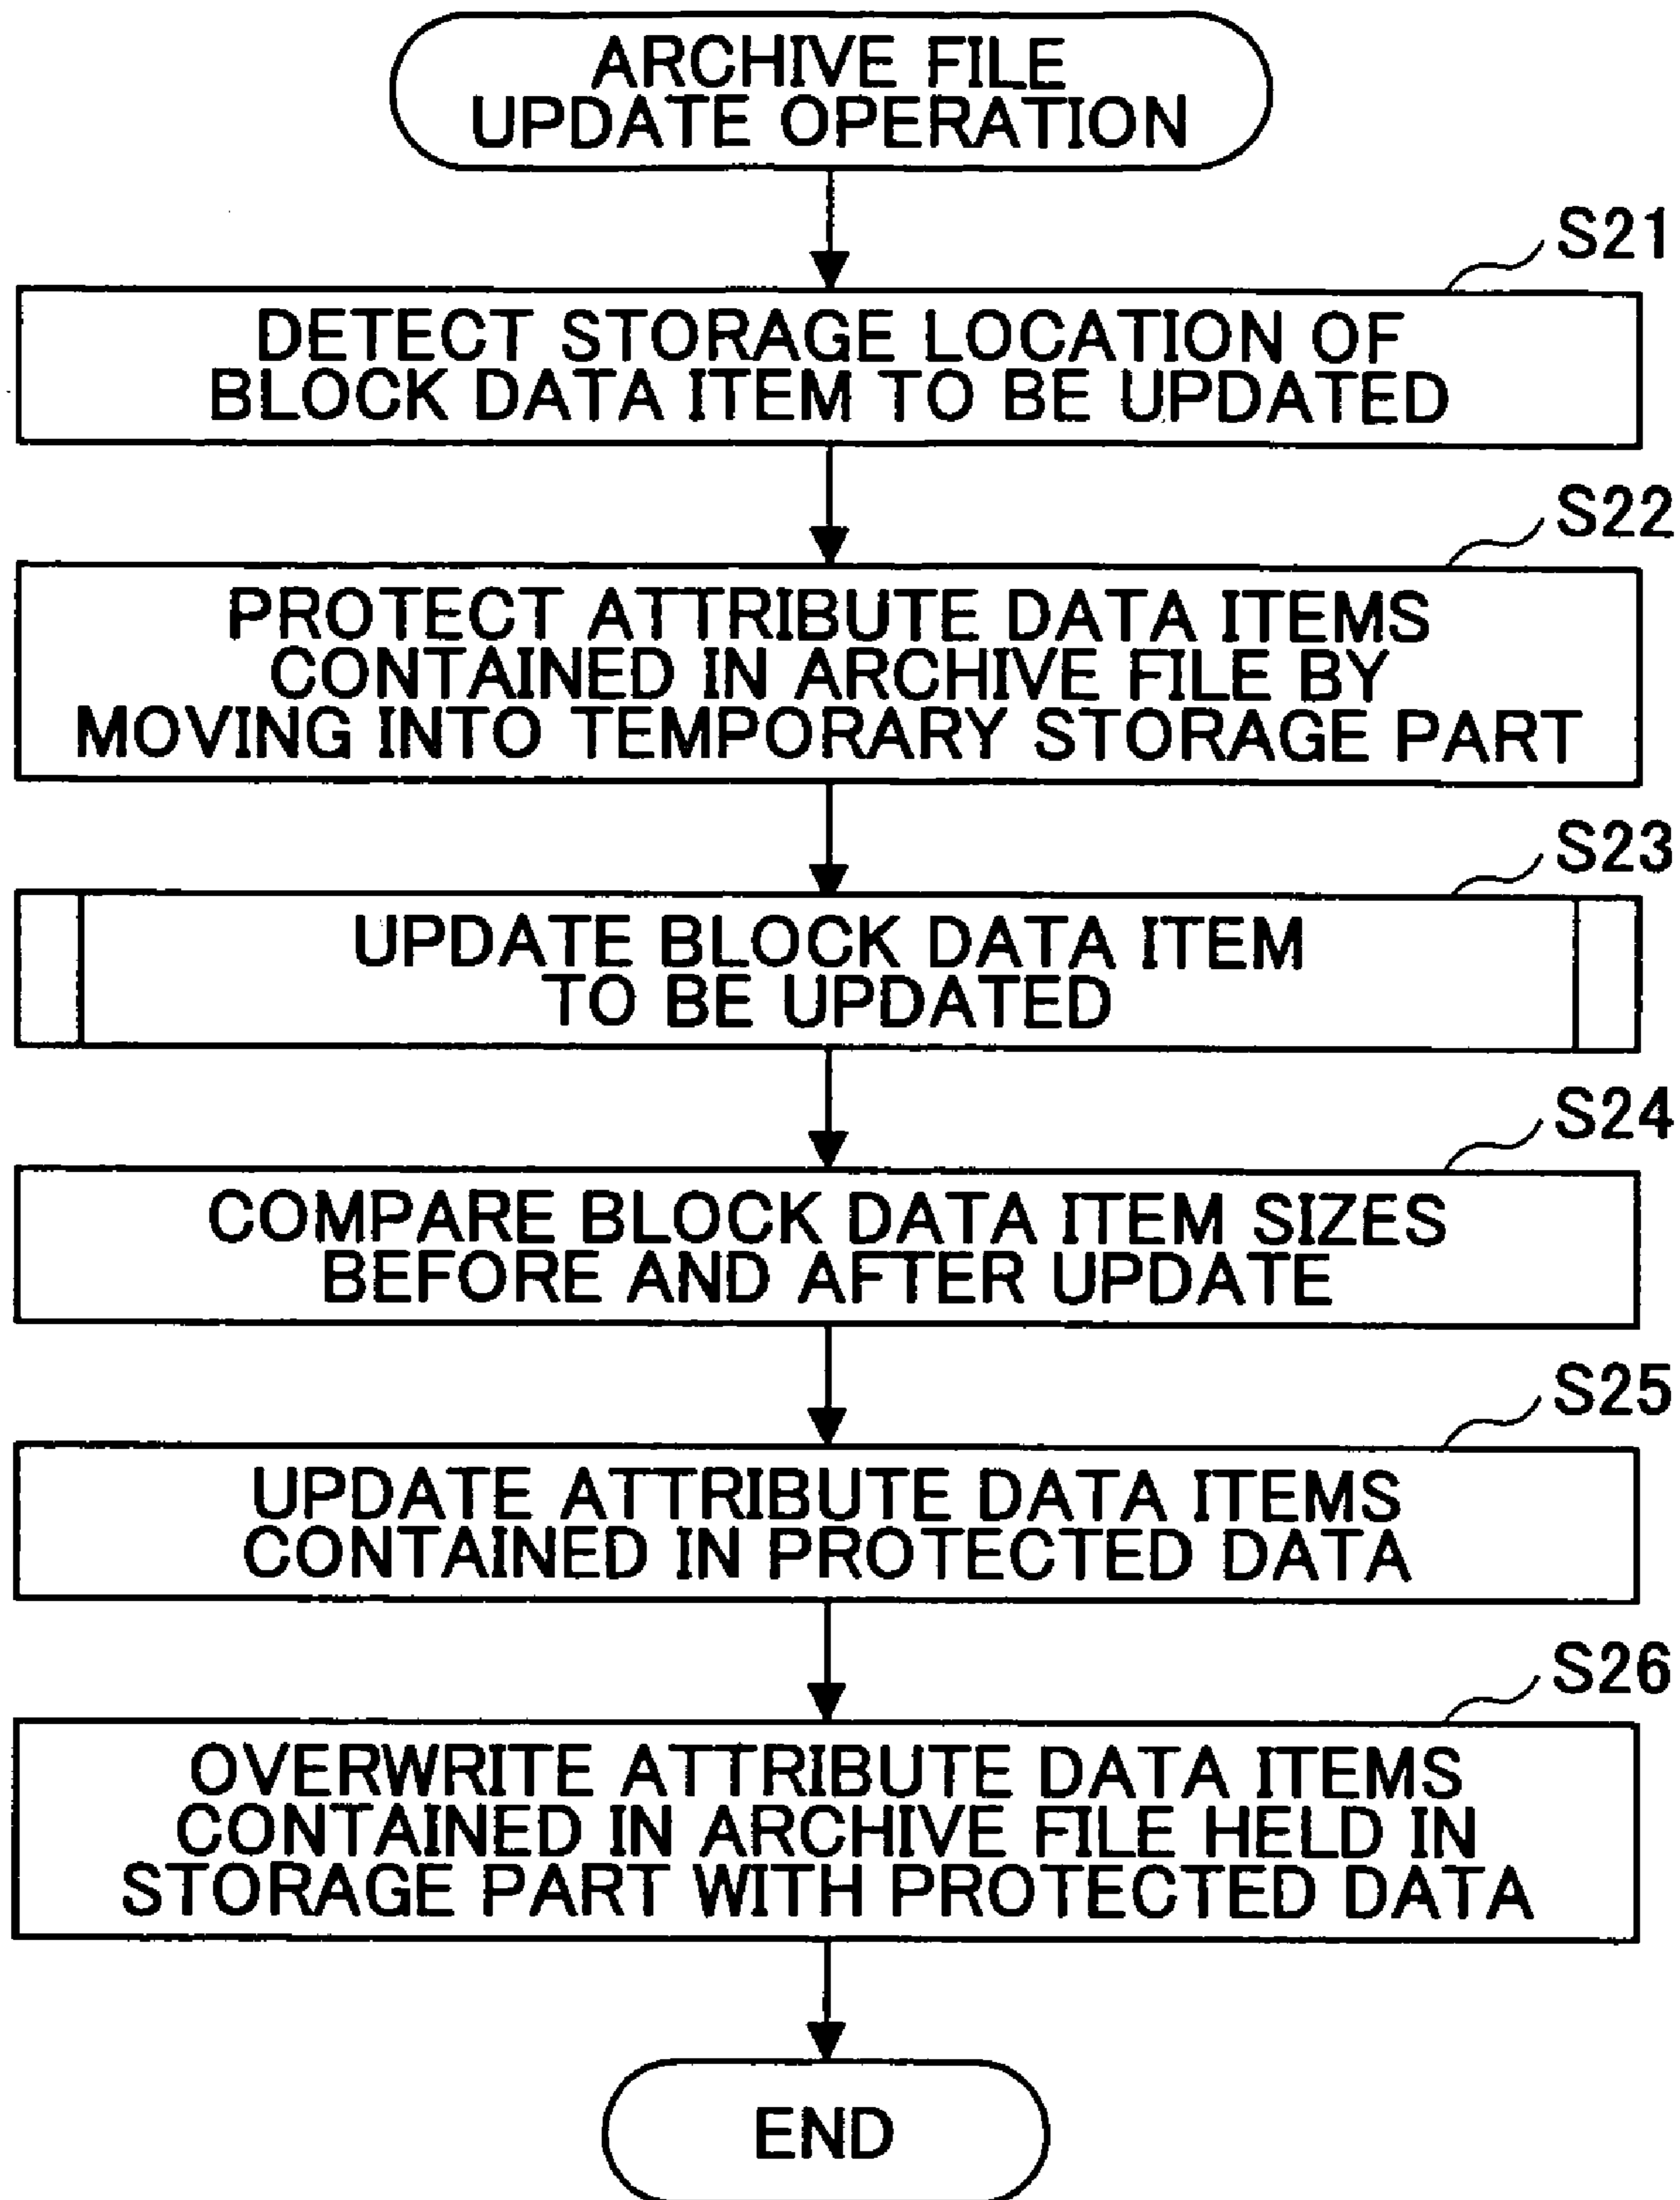 ARCHIVE FILE
UPDATE OPERATION
S21
DETECT STORAGE LOCATION OF
BLOCK DATA ITEM TO BE UPDATED
S22
PROTECT ATTRIBUTE DATA ITEMS
CONTAINED IN ARCHIVE FILE BY
MOVING INTO TEMPORARY STORAGE PART
S23
UPDATE BLOCK DATA ITEM
TO BE UPDATED
S24
COMPARE BLOCK DATA ITEM SIZES
BEFORE AND AFTER UPDATE
S25
UPDATE ATTRIBUTE DATA ITEMS
CONTAINED IN PROTECTED DATA
S26
OVERWRITE ATTRIBUTE DATA ITEMS
CONTAINED IN ARCHIVE FILE HELD IN
STORAGE PART WITH PROTECTED DATA
END